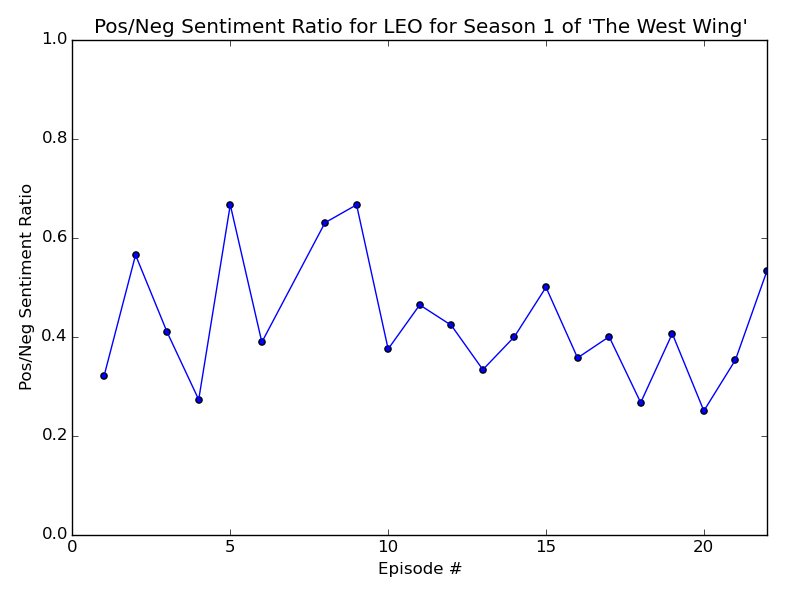 Pos/Neg Sentiment Ratio for LEO for Season 1 of 'The West Wing'
1.0
0.8
0.6
0.4
0.2
0.0
Pos/Neg Sentiment Ratio
0 5 10 15 20
Episode #